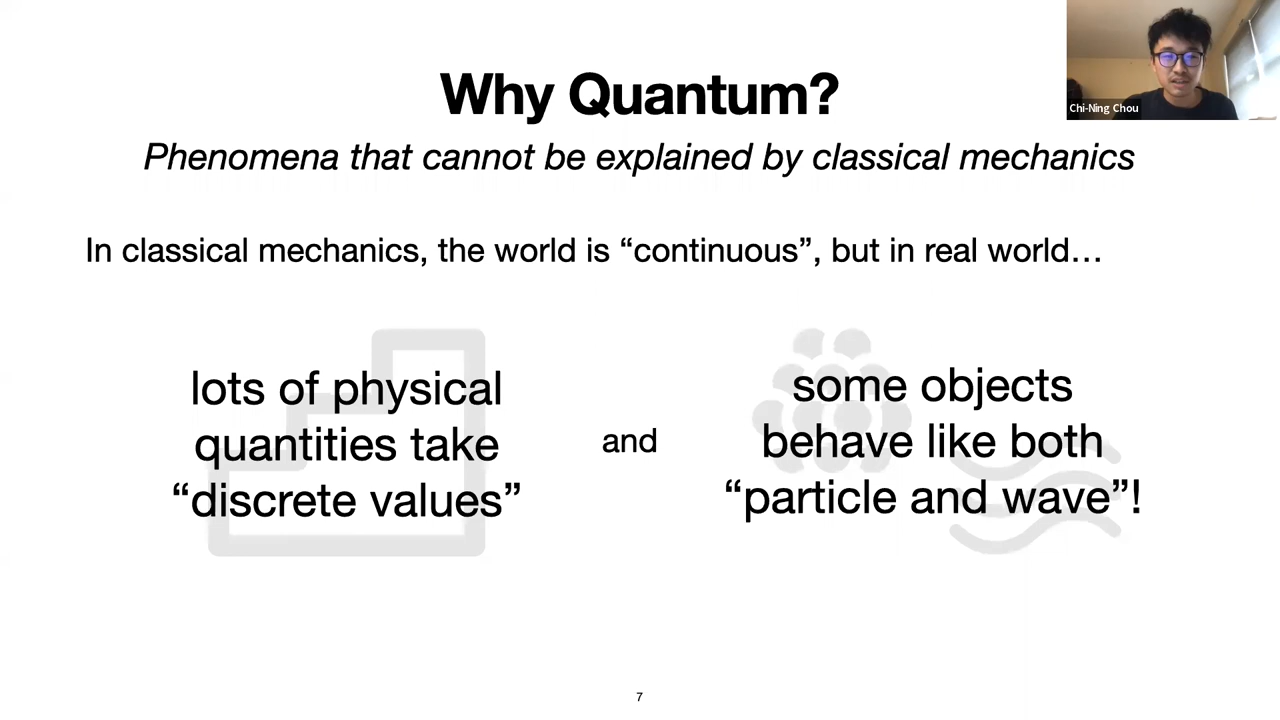 Why Quantum?
Chi-Ning Chou
Phenomena that cannot be explained by classical mechanics
In classical mechanics, the world is “continuous”, but in real world…
lots of physical
quantities take
“discrete values”
and
some objects
behave like both
“particle and wave”!
7